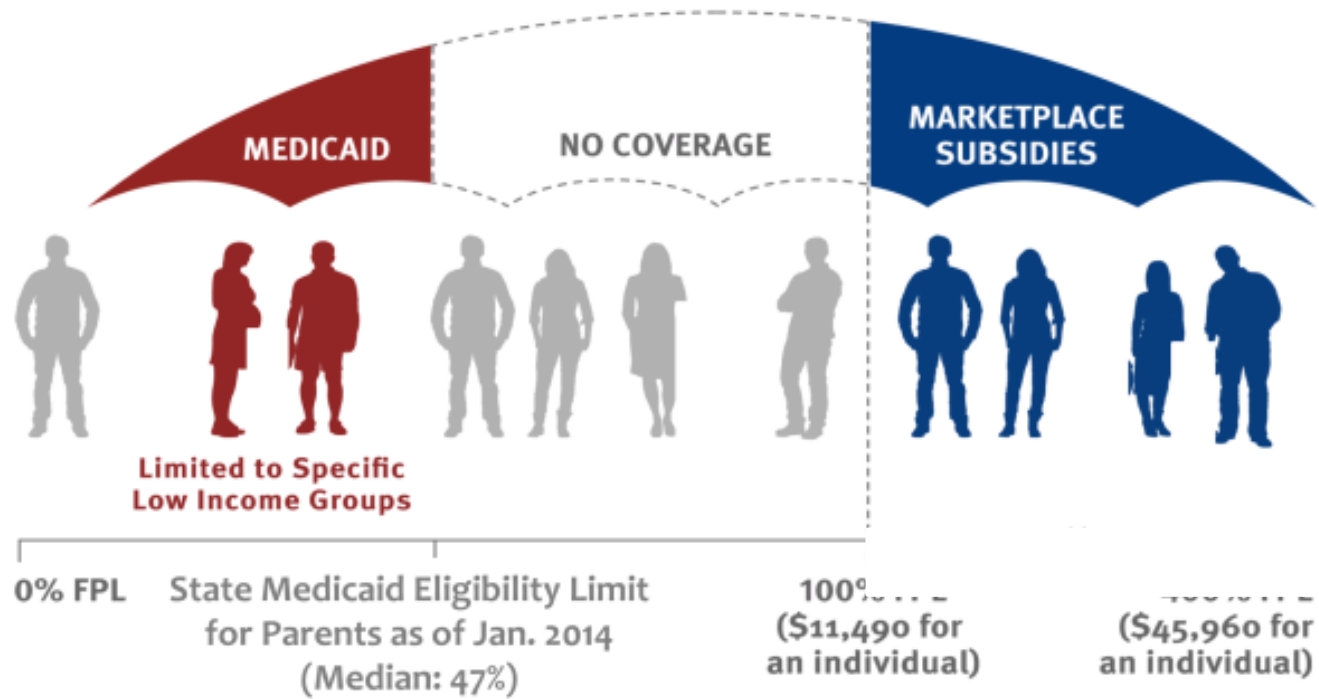 MEDICAID
NO COVERAGE
MARKETPLACE
SUBSIDIES
Limited to Specific
Low Income Groups
0% FPL
State Medicaid Eligibility Limit
for Parents as of Jan. 2014
(Median: 47%)
100%
($11,490 for
an individual)
($45,960 for
an individual)